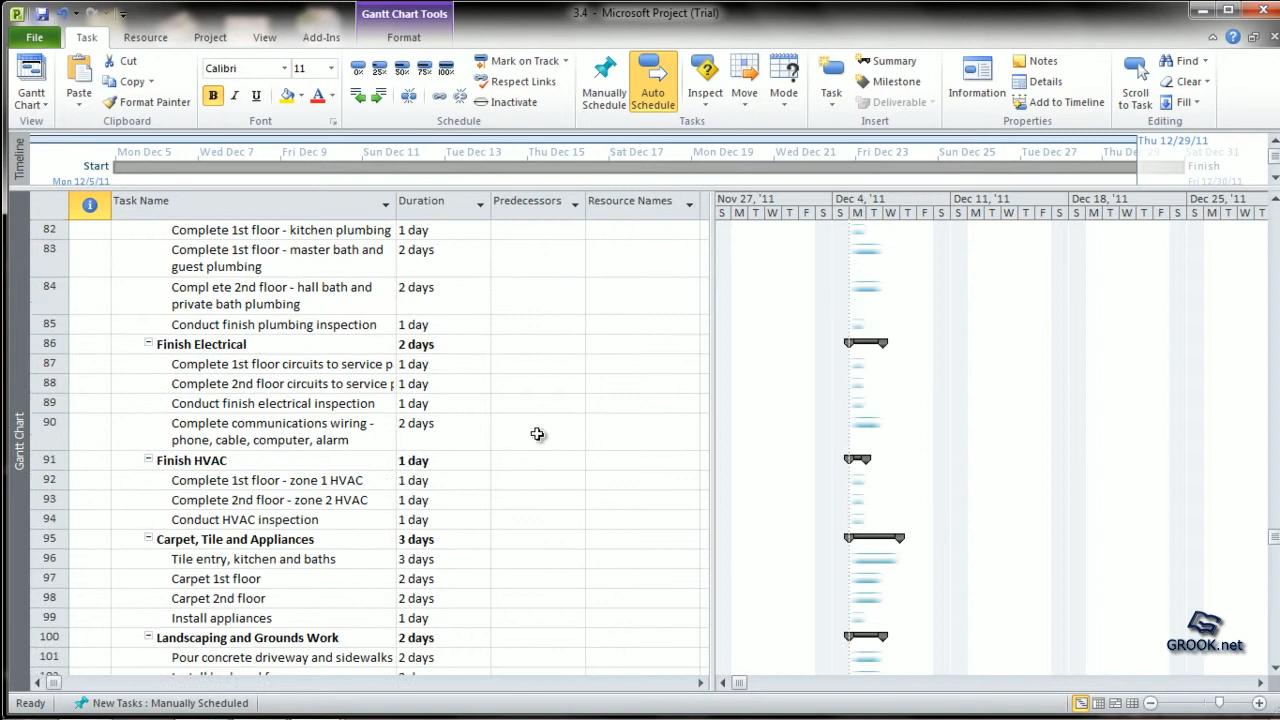 Gantt Chart Tools
3.4 - Microsoft Project (Trial)
File Task Resource Project View Add-Ins Format
Gantt Chart
View
Paste
Cut
Copy
Format Painter
Clipboard
Calibri 11
B I U A
Font
0% 25% 50% 75% 100%
Mark on Track
Respect Links
Inactivate
Schedule
Manually Schedule
Auto Schedule
Inspect
Move
Mode
Tasks
Task
Summary
Milestone
Deliverable
Insert
Information
Notes
Details
Add to Timeline
Properties
Scroll to Task
Find
Clear
Fill
Editing
Timeline
Thu 12/29/11
Mon Dec 5 Wed Dec 7 Fri Dec 9 Sun Dec 11 Tue Dec 13 Thu Dec 15 Sat Dec 17 Mon Dec 19 Wed Dec 21 Fri Dec 23 Sun Dec 25 Tue Dec 27 Thu Dec 29 Sat Dec 31
Start
Mon 12/5/11
Finish
Fri 12/30/11
Gantt Chart
Task Name Duration Predecessors Resource Names
Nov 27, '11 Dec 4, '11 Dec 11, '11 Dec 18, '11 Dec 25, '11
S M T W T F S S M T W T F S S M T W T F S S M T W T F S S M T W T
82 Complete 1st floor - kitchen plumbing 1 day
83 Complete 1st floor - master bath and 2 days
guest plumbing
84 Compl ete 2nd floor - hall bath and 2 days
private bath plumbing
85 Conduct finish plumbing inspection 1 day
86 Finish Electrical 2 days
87 Complete 1st floor circuits to service p 1 day
88 Complete 2nd floor circuits to service p 1 day
89 Conduct finish electrical inspection 1 day
90 Complete communications wiring - 2 days
phone, cable, computer, alarm
91 Finish HVAC 1 day
92 Complete 1st floor - zone 1 HVAC 1 day
93 Complete 2nd floor - zone 2 HVAC 1 day
94 Conduct HVAC inspection 1 day
95 Carpet, Tile and Appliances 3 days
96 Tile entry, kitchen and baths 3 days
97 Carpet 1st floor 2 days
98 Carpet 2nd floor 2 days
99 Install appliances 1 day
100 Landscaping and Grounds Work 2 days
101 Pour concrete driveway and sidewalks 2 days
GROOK.net
Ready New Tasks : Manually Scheduled